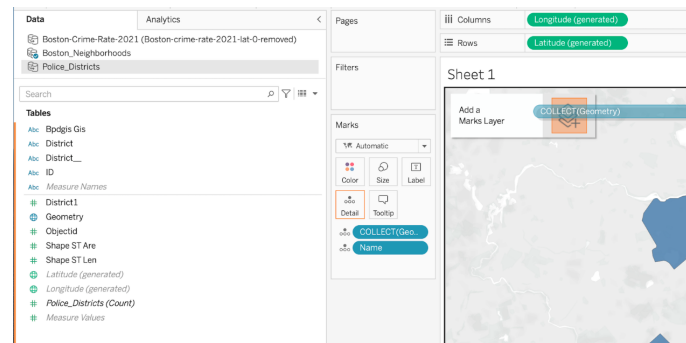 Data
Analytics
<
Boston-Crime-Rate-2021 (Boston-crime-rate-2021-lat-0-removed)
Boston_Neighborhoods
Police_Districts
Search
Tables
Abc Bpdgis Gis
Abc District
Abc District__
Abc ID
Abc Measure Names
# District1
Geometry
# Objectid
# Shape ST Are
# Shape ST Len
Latitude (generated)
Longitude (generated)
# Police_Districts (Count)
# Measure Values
Pages
Filters
Marks
Automatic
Color Size Label
Detail Tooltip
COLLECT(Geo..
Name
iii Columns
Longitude (generated)
Rows
Latitude (generated)
Sheet 1
Add a
Marks Layer
COLLECT(Geometry)